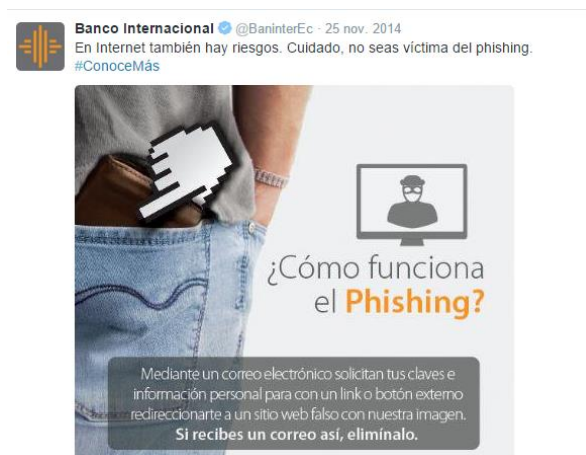 Banco Internacional @BaninterEc · 25 nov. 2014
En Internet también hay riesgos. Cuidado, no seas víctima del phishing.
#ConoceMás
¿Cómo funciona
el Phishing?
Mediante un correo electrónico solicitan tus claves e
información personal para con un link o botón externo
redireccionarte a un sitio web falso con nuestra imagen.
Si recibes un correo así, elimínalo.